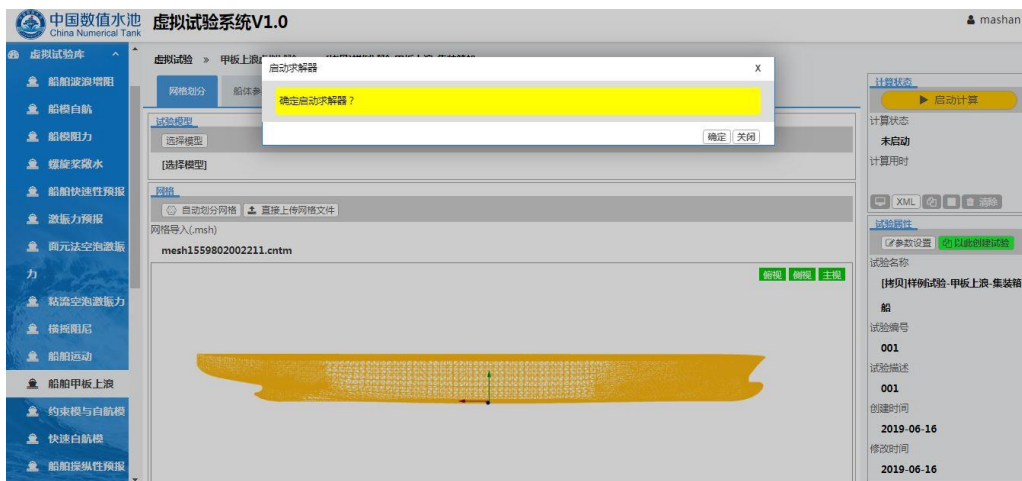 中国数值水池
China Numerical Tank
虚拟试验系统V1.0
mashan
虚拟试验库
船舶波浪增阻
船模自航
船模阻力
螺旋桨敞水
船舶快速性预报
激振力预报
面元法空泡激振
力
粘流空泡激振力
横摇阻尼
船舶运动
船舶甲板上浪
约束模与自航模
快速自航模
船舶操纵性预报
虚拟试验 » 甲板上浪
网格划分
船体参
启动求解器
X
确定启动求解器？
确定
关闭
试验模型
选择模型
[选择模型]
网格
自动划分网格
直接上传网格文件
网格导入(.msh)
mesh1559802002211.cntm
俯视
侧视
主视
计算状态
启动计算
计算状态
未启动
计算用时
XML
清除
试验属性
参数设置
以此创建试验
试验名称
[拷贝]样例试验-甲板上浪-集装箱
船
试验编号
001
试验描述
001
创建时间
2019-06-16
修改时间
2019-06-16